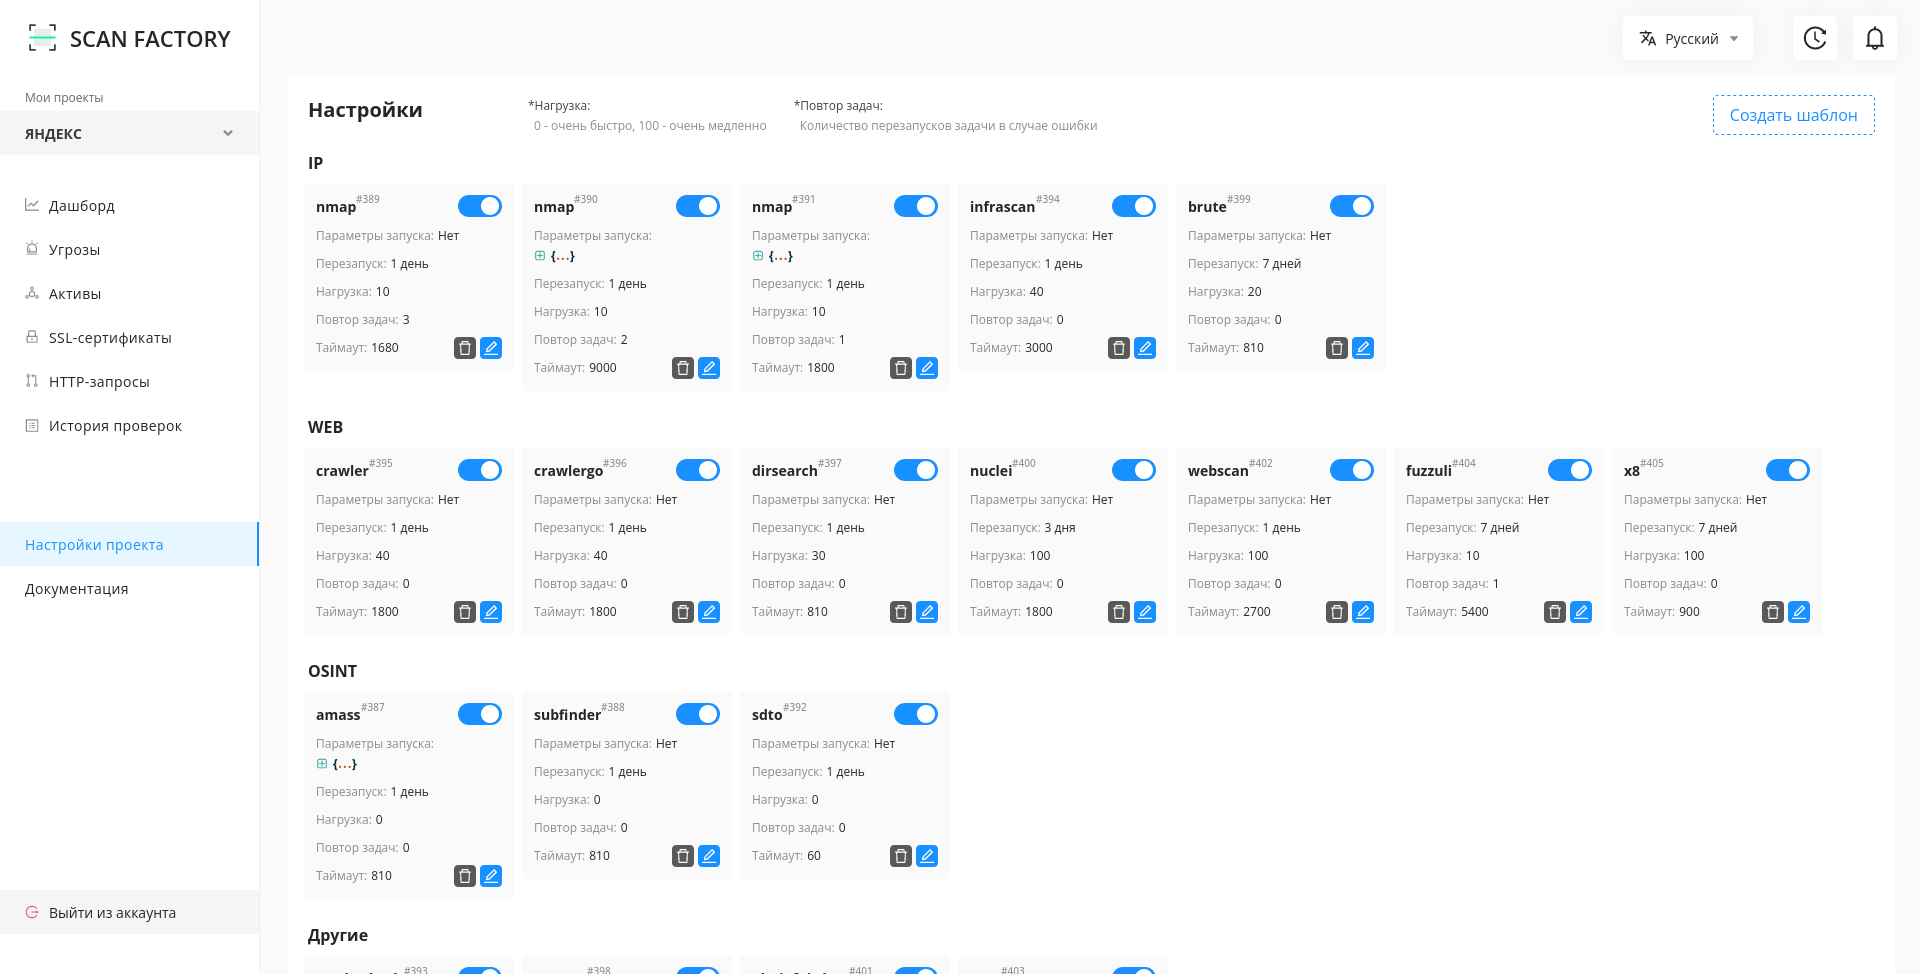 SCAN FACTORY
Русский
Мои проекты
ЯНДЕКС
Дашборд
Угрозы
Активы
SSL-сертификаты
HTTP-запросы
История проверок
Настройки проекта
Документация
Выйти из аккаунта
Настройки
*Нагрузка:
0 - очень быстро, 100 - очень медленно
*Повтор задач:
Количество перезапусков задачи в случае ошибки
Создать шаблон
IP
nmap#389
Параметры запуска: Нет
Перезапуск: 1 день
Нагрузка: 10
Повтор задач: 3
Таймаут: 1680
nmap#390
Параметры запуска:
{...}
Перезапуск: 1 день
Нагрузка: 10
Повтор задач: 2
Таймаут: 9000
nmap#391
Параметры запуска:
{...}
Перезапуск: 1 день
Нагрузка: 10
Повтор задач: 1
Таймаут: 1800
infrascan#394
Параметры запуска: Нет
Перезапуск: 1 день
Нагрузка: 40
Повтор задач: 0
Таймаут: 3000
brute#399
Параметры запуска: Нет
Перезапуск: 7 дней
Нагрузка: 20
Повтор задач: 0
Таймаут: 810
WEB
crawler#395
Параметры запуска: Нет
Перезапуск: 1 день
Нагрузка: 40
Повтор задач: 0
Таймаут: 1800
crawlergo#396
Параметры запуска: Нет
Перезапуск: 1 день
Нагрузка: 40
Повтор задач: 0
Таймаут: 1800
dirsearch#397
Параметры запуска: Нет
Перезапуск: 1 день
Нагрузка: 30
Повтор задач: 0
Таймаут: 810
nuclei#400
Параметры запуска: Нет
Перезапуск: 3 дня
Нагрузка: 100
Повтор задач: 0
Таймаут: 1800
webscan#402
Параметры запуска: Нет
Перезапуск: 1 день
Нагрузка: 100
Повтор задач: 0
Таймаут: 2700
fuzzuli#404
Параметры запуска: Нет
Перезапуск: 7 дней
Нагрузка: 10
Повтор задач: 1
Таймаут: 5400
x8#405
Параметры запуска: Нет
Перезапуск: 7 дней
Нагрузка: 100
Повтор задач: 0
Таймаут: 900
OSINT
amass#387
Параметры запуска:
{...}
Перезапуск: 1 день
Нагрузка: 0
Повтор задач: 0
Таймаут: 810
subfinder#388
Параметры запуска: Нет
Перезапуск: 1 день
Нагрузка: 0
Повтор задач: 0
Таймаут: 810
sdto#392
Параметры запуска: Нет
Перезапуск: 1 день
Нагрузка: 0
Повтор задач: 0
Таймаут: 60
Другие
#393
#398
#401
#403